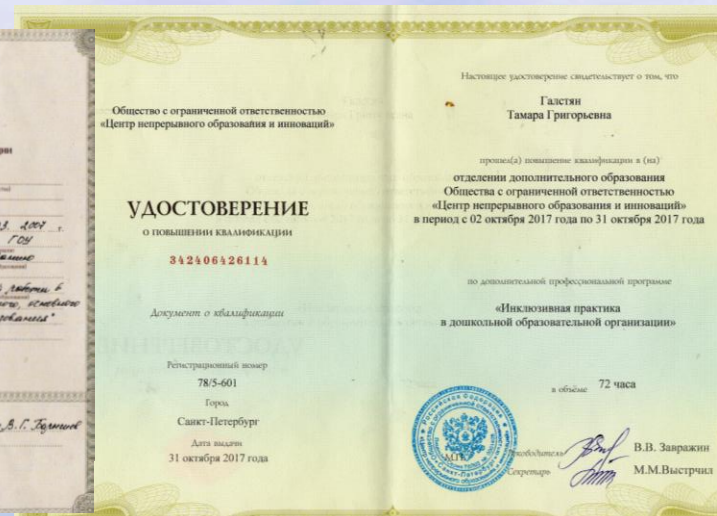 2007
ГОУ
В.Г.
Общество с ограниченной ответственностью
«Центр непрерывного образования и инноваций»
УДОСТОВЕРЕНИЕ
О ПОВЫШЕНИИ КВАЛИФИКАЦИИ
342406426114
Документ о квалификации
Регистрационный номер
78/5-601
Город
Санкт-Петербург
Дата выдачи
31 октября 2017 года
Настоящее удостоверение свидетельствует о том, что
Галстян
Тамара Григорьевна
прошел(а) повышение квалификации в (на)
отделении дополнительного образования
Общества с ограниченной ответственностью
«Центр непрерывного образования и инноваций»
в период с 02 октября 2017 года по 31 октября 2017 года
по дополнительной профессиональной программе
«Инклюзивная практика
в дошкольной образовательной организации»
в объёме 72 часа
М.П.
Руководитель В.В. Завражин
Секретарь М.М.Выстрчил